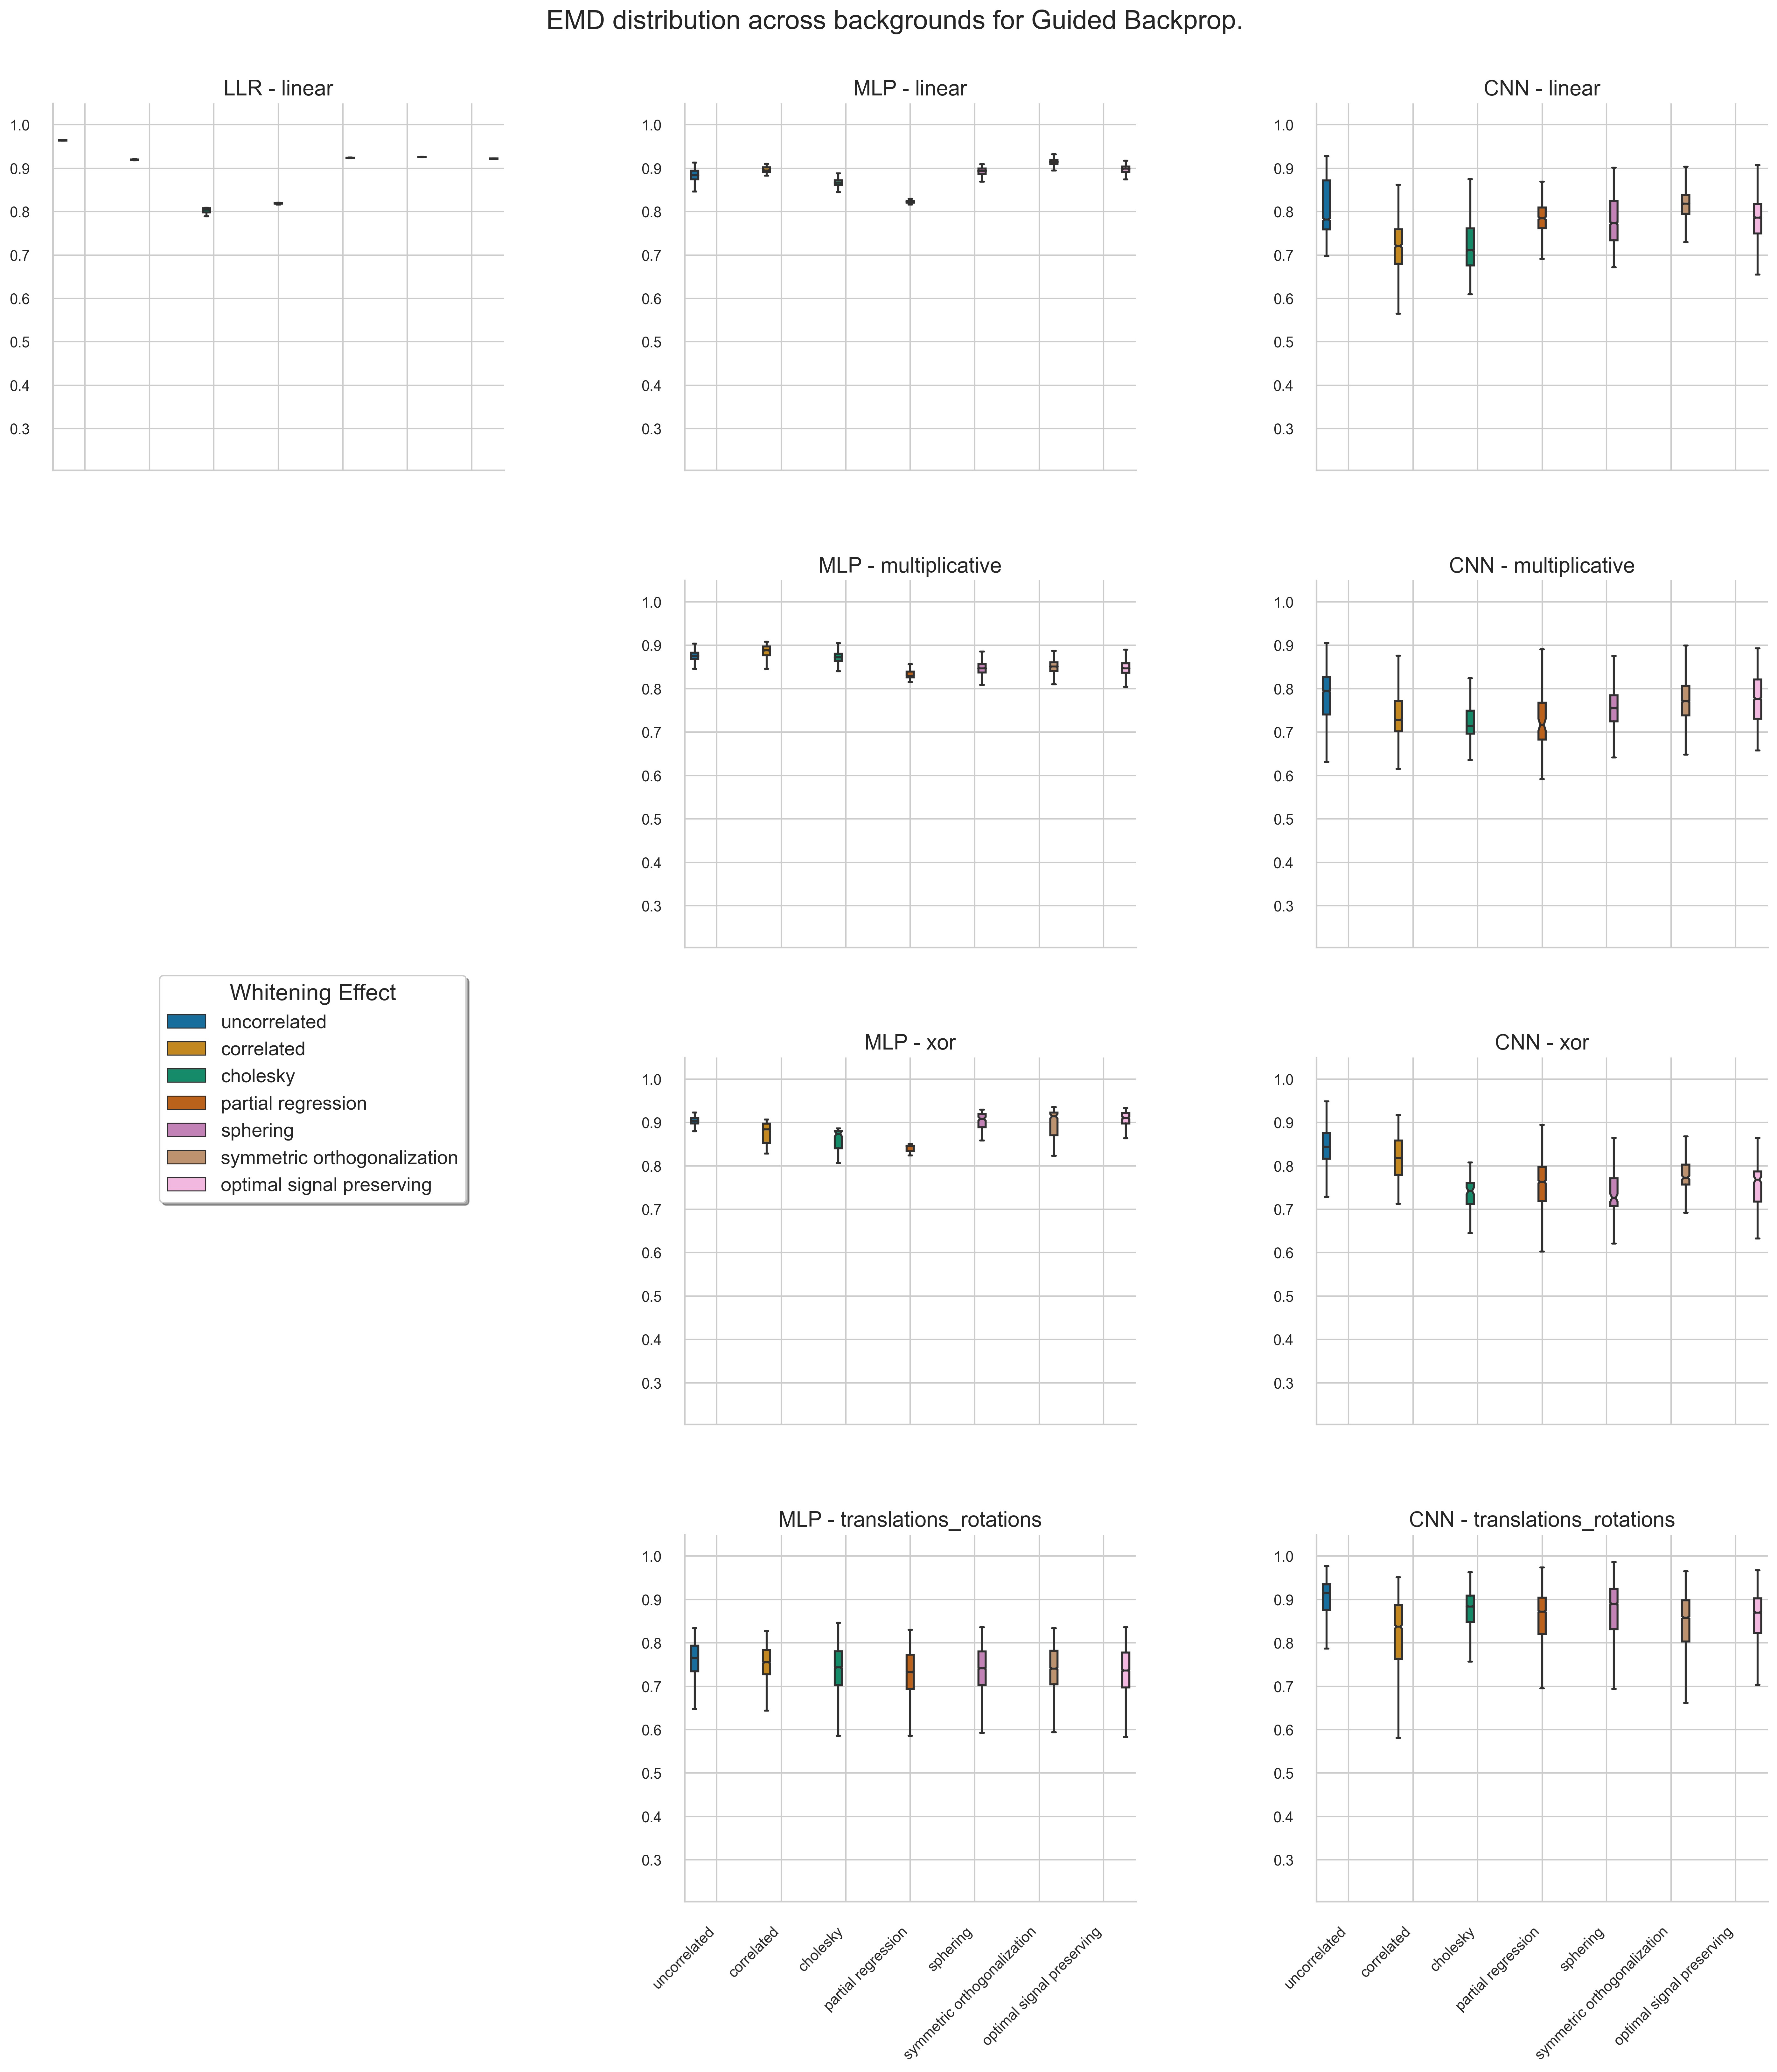 EMD distribution across backgrounds for Guided Backprop.
LLR - linear
1.0
0.9
0.8
0.7
0.6
0.5
0.4
0.3
MLP - linear
1.0
0.9
0.8
0.7
0.6
0.5
0.4
0.3
CNN - linear
1.0
0.9
0.8
0.7
0.6
0.5
0.4
0.3
MLP - multiplicative
1.0
0.9
0.8
0.7
0.6
0.5
0.4
0.3
CNN - multiplicative
1.0
0.9
0.8
0.7
0.6
0.5
0.4
0.3
Whitening Effect
uncorrelated
correlated
cholesky
partial regression
sphering
symmetric orthogonalization
optimal signal preserving
MLP - xor
1.0
0.9
0.8
0.7
0.6
0.5
0.4
0.3
CNN - xor
1.0
0.9
0.8
0.7
0.6
0.5
0.4
0.3
MLP - translations_rotations
1.0
0.9
0.8
0.7
0.6
0.5
0.4
0.3
uncorrelated
correlated
cholesky
partial regression
sphering
symmetric orthogonalization
optimal signal preserving
CNN - translations_rotations
1.0
0.9
0.8
0.7
0.6
0.5
0.4
0.3
uncorrelated
correlated
cholesky
partial regression
sphering
symmetric orthogonalization
optimal signal preserving